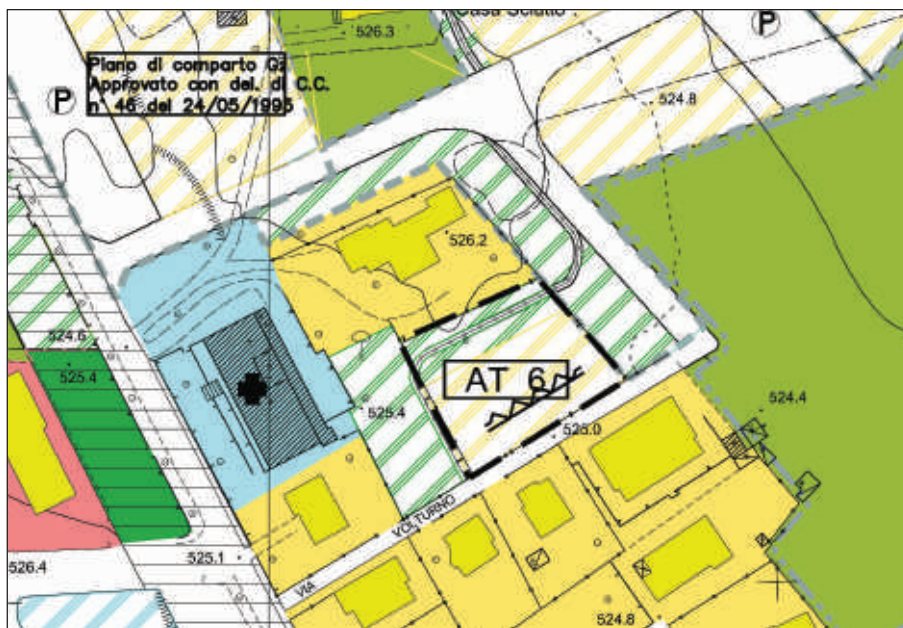 Casa Sciutto
526.3
P
Piano di comparto G2
Approvato con del. di C.C.
n° 46 del 24/05/1995
P
524.8
526.2
524.6
525.4
AT 6
525.4
525.0
524.4
VIA VOLTURNO
525.1
526.4
524.8